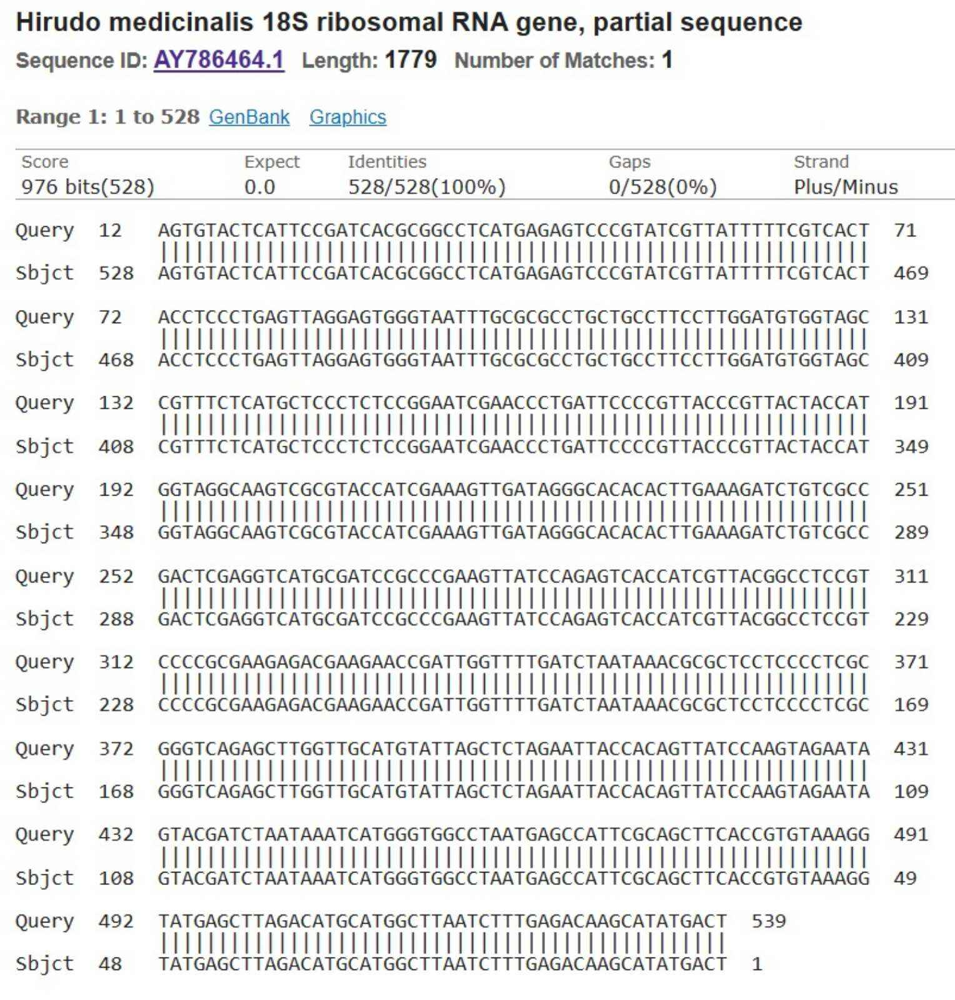 Hirudo medicinalis 18S ribosomal RNA gene, partial sequence
Sequence ID: AY786464.1 Length: 1779 Number of Matches: 1
Range 1: 1 to 528 GenBank Graphics
Score Expect Identities Gaps Strand
976 bits(528) 0.0 528/528(100%) 0/528(0%) Plus/Minus
Query 12 AGTGTACTCATTCCGATCACGCGGCCTCATGAGAGTCCCGTATCGTTATTTTTCGTCACT 71
||||||||||||||||||||||||||||||||||||||||||||||||||||||||||||
Sbjct 528 AGTGTACTCATTCCGATCACGCGGCCTCATGAGAGTCCCGTATCGTTATTTTTCGTCACT 469
Query 72 ACCTCCCTGAGTTAGGAGTGGGTAATTTGCGCGCCTGCTGCCTTCCTTGGATGTGGTAGC 131
||||||||||||||||||||||||||||||||||||||||||||||||||||||||||||
Sbjct 468 ACCTCCCTGAGTTAGGAGTGGGTAATTTGCGCGCCTGCTGCCTTCCTTGGATGTGGTAGC 409
Query 132 CGTTTCTCATGCTCCCTCTCCGGAATCGAACCCTGATTCCCCGTTACCCGTTACTACCAT 191
||||||||||||||||||||||||||||||||||||||||||||||||||||||||||||
Sbjct 408 CGTTTCTCATGCTCCCTCTCCGGAATCGAACCCTGATTCCCCGTTACCCGTTACTACCAT 349
Query 192 GGTAGGCAAGTCGCGTACCATCGAAAGTTGATAGGGCACACACTTGAAAGATCTGTCGCC 251
||||||||||||||||||||||||||||||||||||||||||||||||||||||||||||
Sbjct 348 GGTAGGCAAGTCGCGTACCATCGAAAGTTGATAGGGCACACACTTGAAAGATCTGTCGCC 289
Query 252 GACTCGAGGTCATGCGATCCGCCCGAAGTTATCCAGAGTCACCATCGTTACGGCCTCCGT 311
||||||||||||||||||||||||||||||||||||||||||||||||||||||||||||
Sbjct 288 GACTCGAGGTCATGCGATCCGCCCGAAGTTATCCAGAGTCACCATCGTTACGGCCTCCGT 229
Query 312 CCCCGCGAAGAGACGAAGAACCGATTGGTTTTGATCTAATAAACGCGCTCCTCCCCTCGC 371
||||||||||||||||||||||||||||||||||||||||||||||||||||||||||||
Sbjct 228 CCCCGCGAAGAGACGAAGAACCGATTGGTTTTGATCTAATAAACGCGCTCCTCCCCTCGC 169
Query 372 GGGTCAGAGCTTGGTTGCATGTATTAGCTCTAGAATTACCACAGTTATCCAAGTAGAATA 431
||||||||||||||||||||||||||||||||||||||||||||||||||||||||||||
Sbjct 168 GGGTCAGAGCTTGGTTGCATGTATTAGCTCTAGAATTACCACAGTTATCCAAGTAGAATA 109
Query 432 GTACGATCTAATAAATCATGGGTGGCCTAATGAGCCATTCGCAGCTTCACCGTGTAAAGG 491
||||||||||||||||||||||||||||||||||||||||||||||||||||||||||||
Sbjct 108 GTACGATCTAATAAATCATGGGTGGCCTAATGAGCCATTCGCAGCTTCACCGTGTAAAGG 49
Query 492 TATGAGCTTAGACATGCATGGCTTAATCTTTGAGACAAGCATATGACT 539
||||||||||||||||||||||||||||||||||||||||||||||||
Sbjct 48 TATGAGCTTAGACATGCATGGCTTAATCTTTGAGACAAGCATATGACT 1